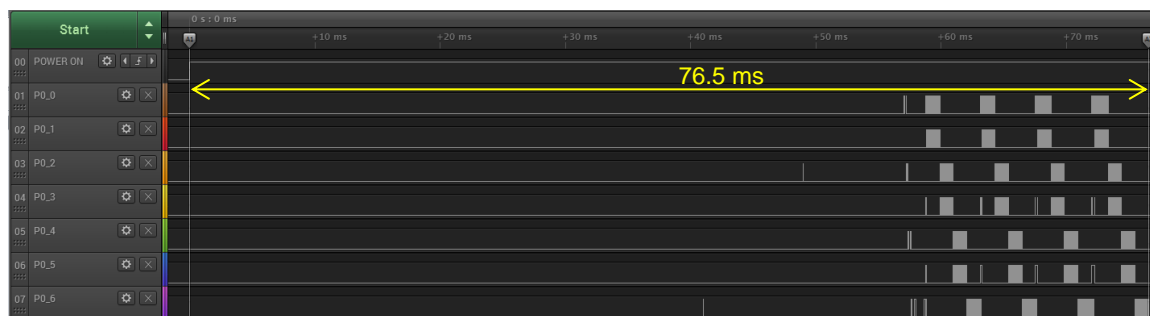 Start
0 s : 0 ms
+10 ms +20 ms +30 ms +40 ms +50 ms +60 ms +70 ms
00 POWER ON
76.5 ms
01 P0_0
02 P0_1
03 P0_2
04 P0_3
05 P0_4
06 P0_5
07 P0_6